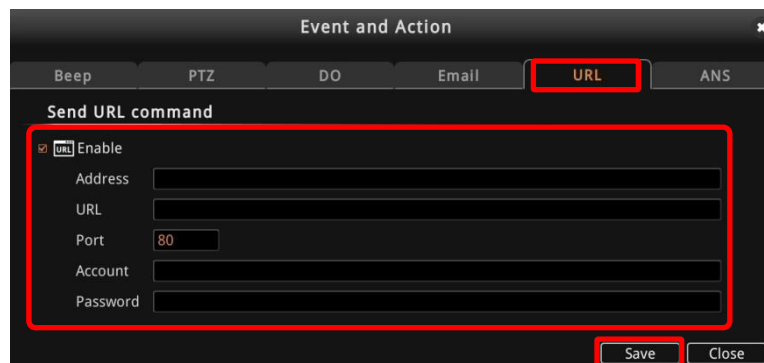 Event and Action
Beep PTZ DO Email URL ANS
Send URL command
URL Enable
Address
URL
Port 80
Account
Password
Save Close